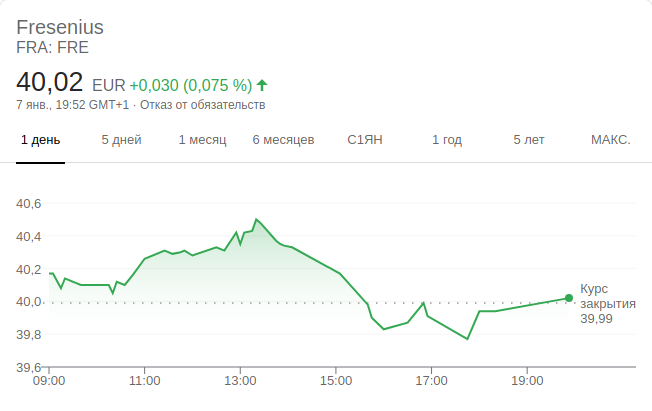 Fresenius
FRA: FRE
40,02 EUR +0,030 (0,075 %)
7 янв., 19:52 GMT+1 · Отказ от обязательств
1 день 5 дней 1 месяц 6 месяцев С1ЯН 1 год 5 лет МАКС.
40,6
40,4
40,2
40,0
39,8
39,6
Курс
закрытия
39,99
09:00 11:00 13:00 15:00 17:00 19:00